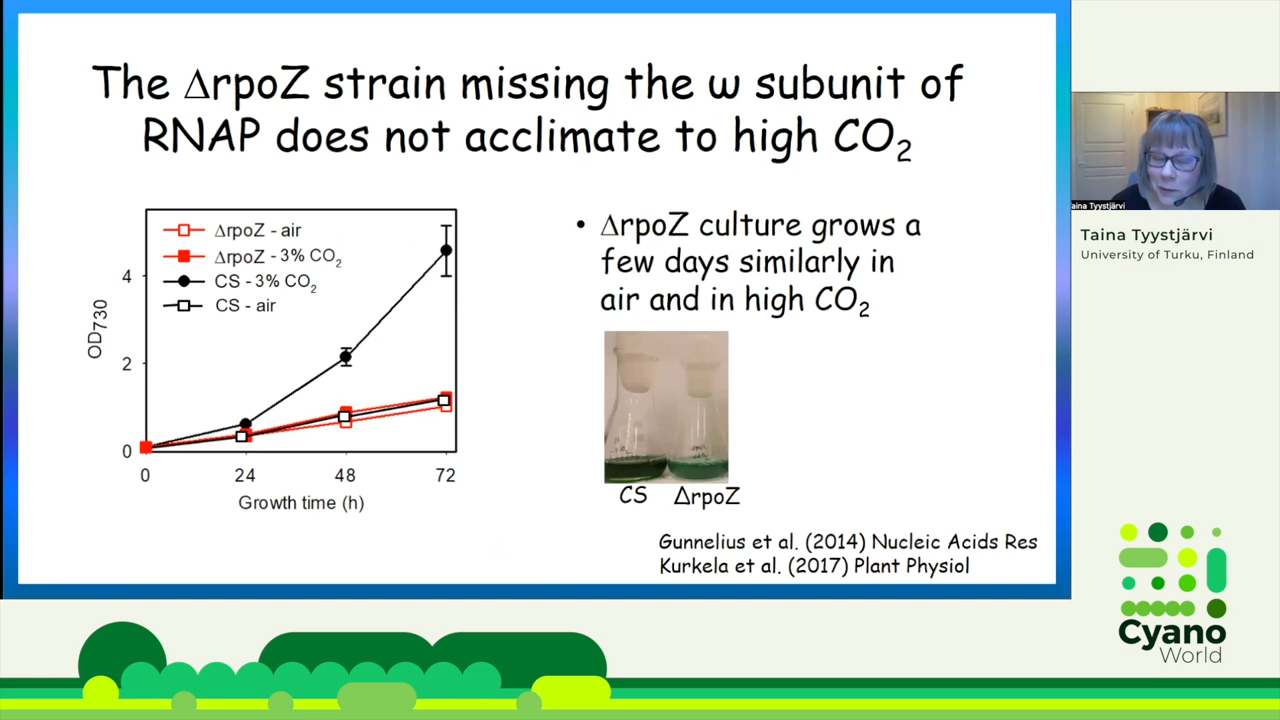 The ΔrpoZ strain missing the ω subunit of
RNAP does not acclimate to high CO₂
ΔrpoZ - air
ΔrpoZ - 3% CO₂
CS - 3% CO₂
CS - air
4
2
0
OD730
0 24 48 72
Growth time (h)
• ΔrpoZ culture grows a
few days similarly in
air and in high CO₂
CS ΔrpoZ
Gunnelius et al. (2014) Nucleic Acids Res
Kurkela et al. (2017) Plant Physiol
Taina Tyystjärvi
Taina Tyystjärvi
University of Turku, Finland
Cyano
World